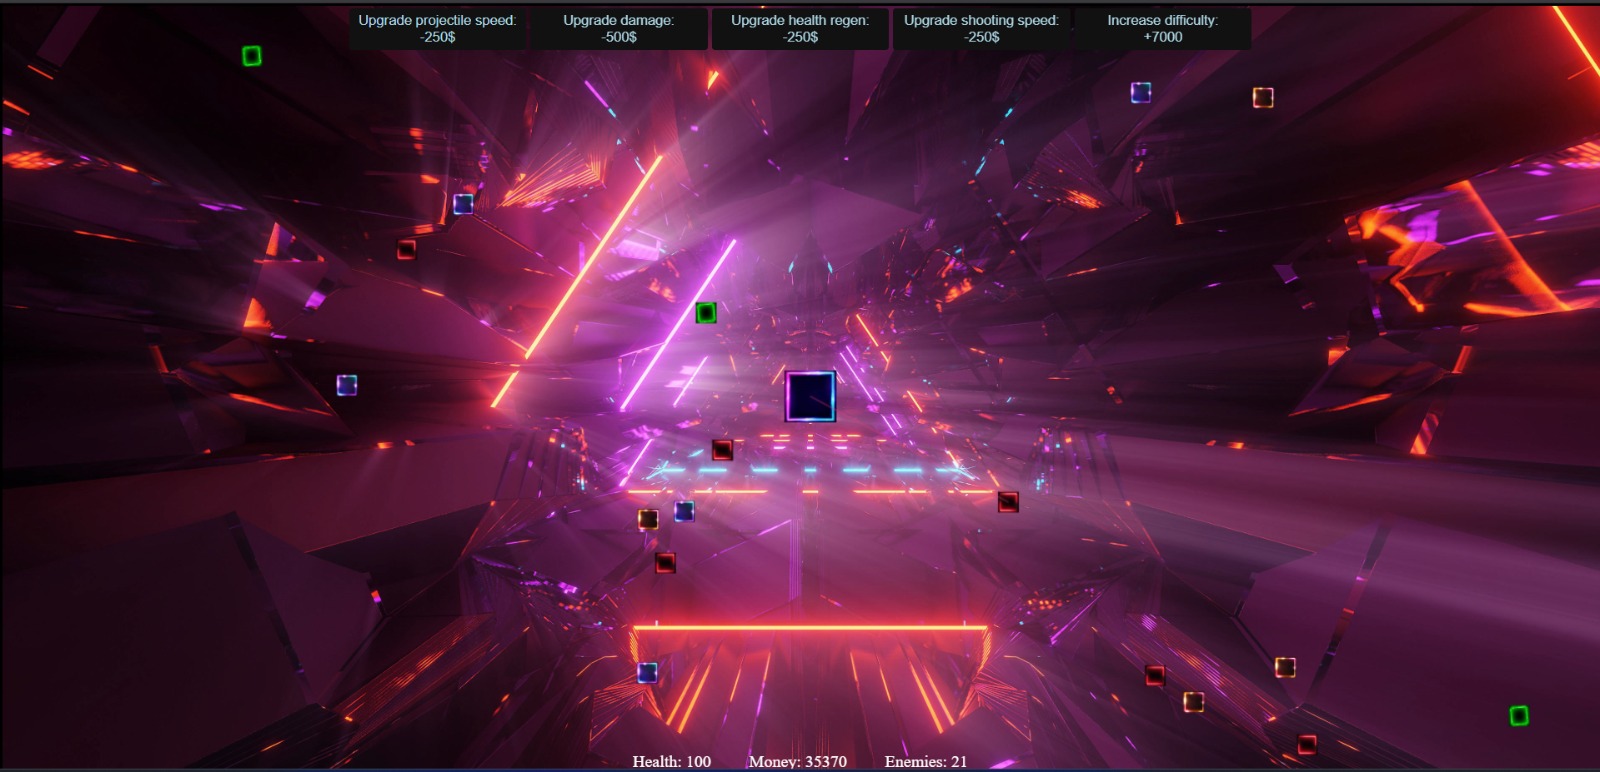 Upgrade projectile speed:
-250$
Upgrade damage:
-500$
Upgrade health regen:
-250$
Upgrade shooting speed:
-250$
Increase difficulty:
+7000
Health: 100 Money: 35370 Enemies: 21